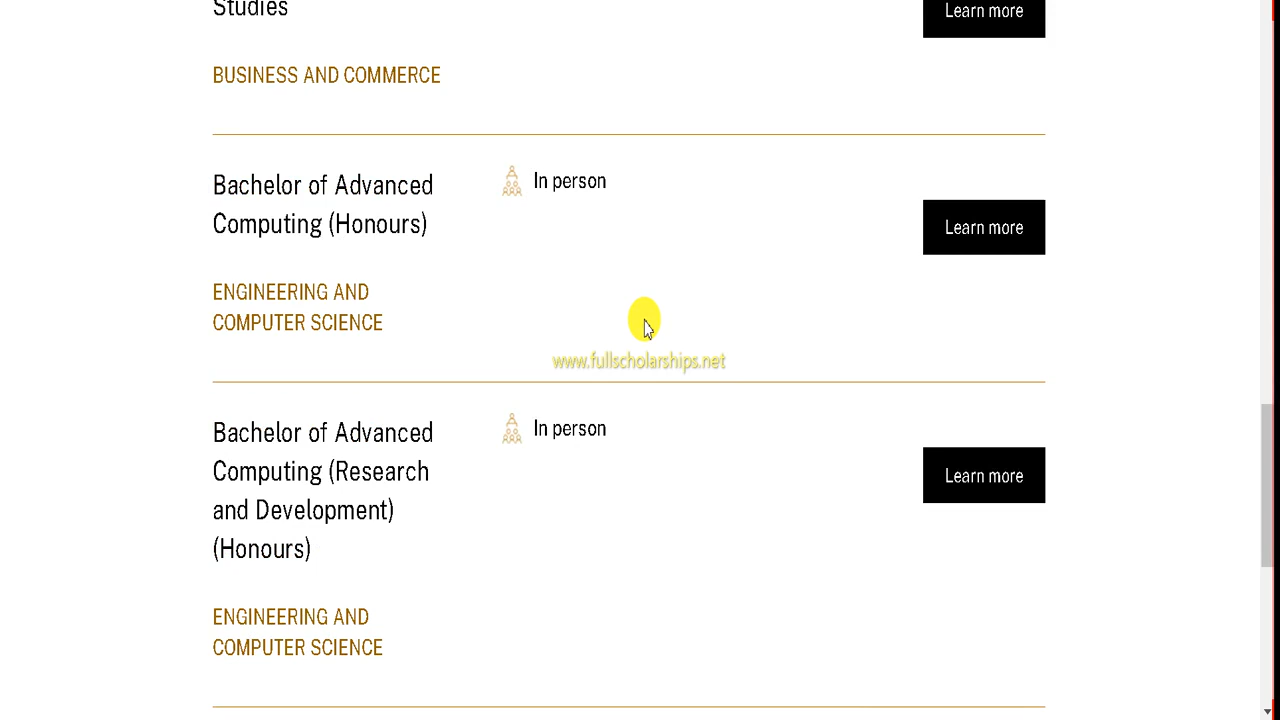 Studies
Learn more
BUSINESS AND COMMERCE
Bachelor of Advanced
Computing (Honours)
In person
Learn more
ENGINEERING AND
COMPUTER SCIENCE
www.fullscholarships.net
Bachelor of Advanced
Computing (Research
and Development)
(Honours)
In person
Learn more
ENGINEERING AND
COMPUTER SCIENCE